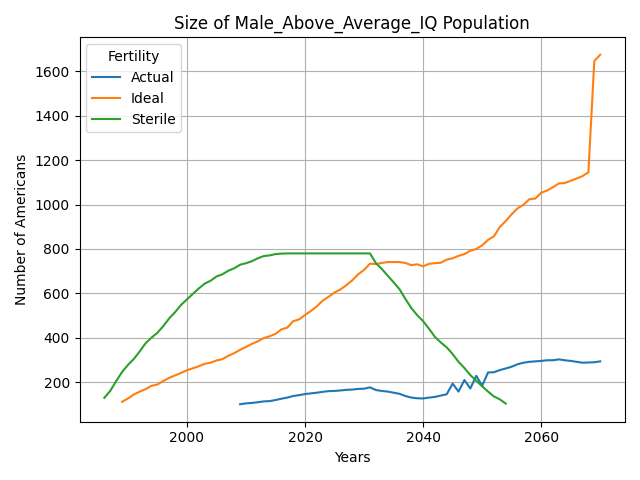 Size of Male_Above_Average_IQ Population
Fertility
Actual
Ideal
Sterile
1600
1400
1200
1000
800
600
400
200
Number of Americans
2000
2020
2040
2060
Years